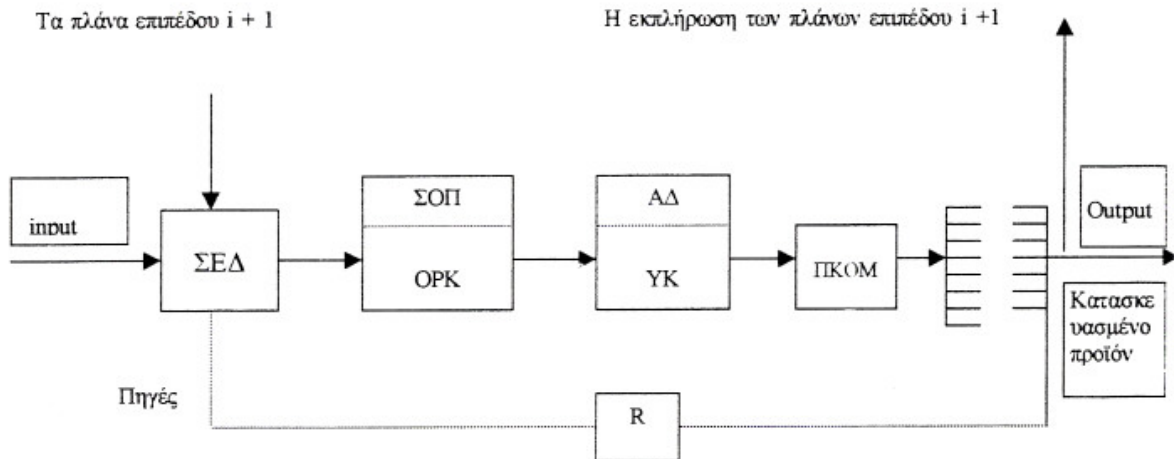 Τα πλάνα επιπέδου i + 1
Η εκπλήρωση των πλάνων επιπέδου i +1
input
ΣΕΔ
ΣΟΠ
ΟΡΚ
ΑΔ
ΥΚ
ΠΚΟΜ
Output
Κατασκε
υασμένο
προϊόν
Πηγές
R